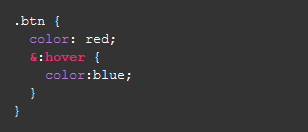 .btn {
  color: red;
  &:hover {
    color:blue;
  }
}